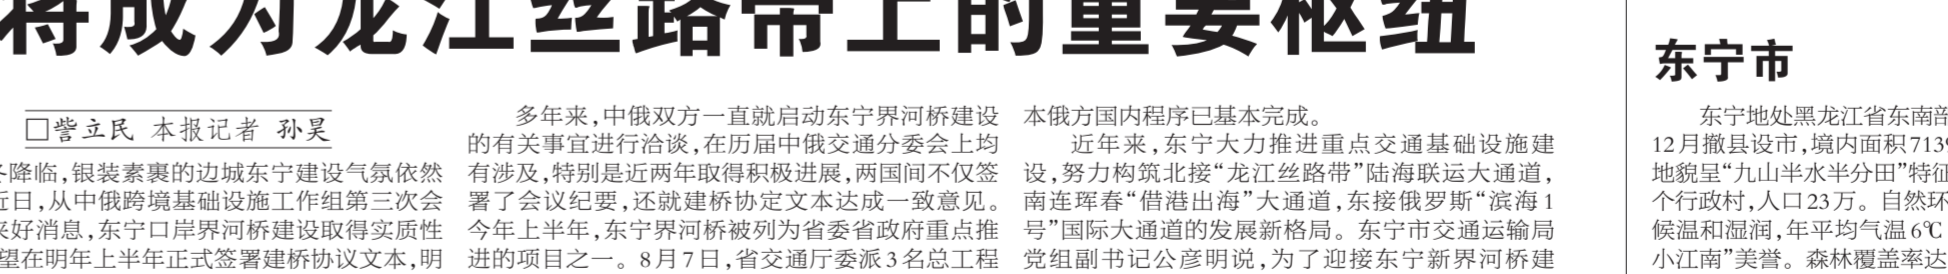 将成为龙江丝路带上的重要枢纽
□訾立民 本报记者 孙昊
冬降临，银装素裹的边城东宁建设气氛依然
近日，从中俄跨境基础设施工作组第三次会
来好消息，东宁口岸界河桥建设取得实质性
望在明年上半年正式签署建桥协议文本，明
多年来，中俄双方一直就启动东宁界河桥建设
的有关事宜进行洽谈，在历届中俄交通分委会上均
有涉及，特别是近两年取得积极进展，两国间不仅签
署了会议纪要，还就建桥协定文本达成一致意见。
今年上半年，东宁界河桥被列为省委省政府重点推
进的项目之一。8月7日，省交通厅委派3名总工程
本俄方国内程序已基本完成。
近年来，东宁大力推进重点交通基础设施建
设，努力构筑北接“龙江丝路带”陆海联运大通道，
南连珲春“借港出海”大通道，东接俄罗斯“滨海1
号”国际大通道的发展新格局。东宁市交通运输局
党组副书记公彦明说，为了迎接东宁新界河桥建
东宁市
东宁地处黑龙江省东南部
12月撤县设市，境内面积7139
地貌呈“九山半水半分田”特征
个行政村，人口23万。自然环
候温和湿润，年平均气温6℃
小江南”美誉。森林覆盖率达